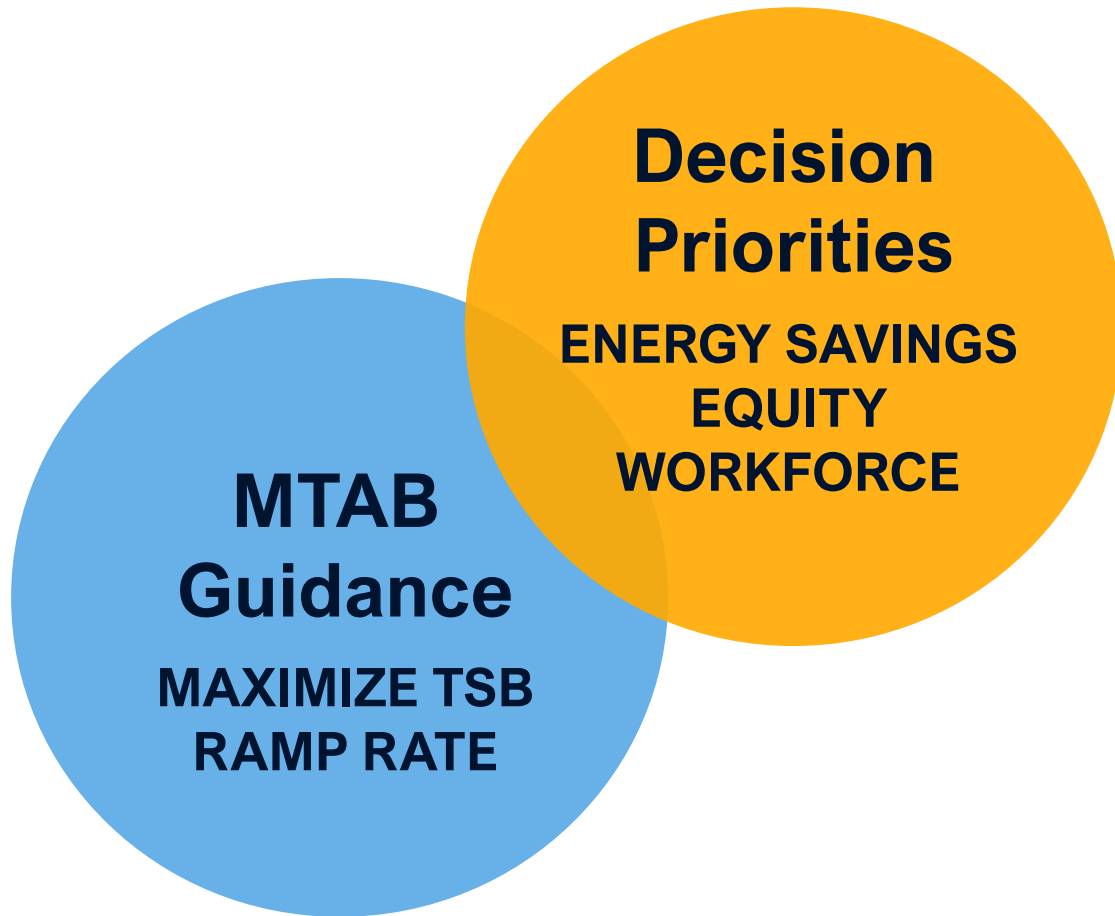 Decision
Priorities
ENERGY SAVINGS
EQUITY
WORKFORCE
MTAB
Guidance
MAXIMIZE TSB
RAMP RATE